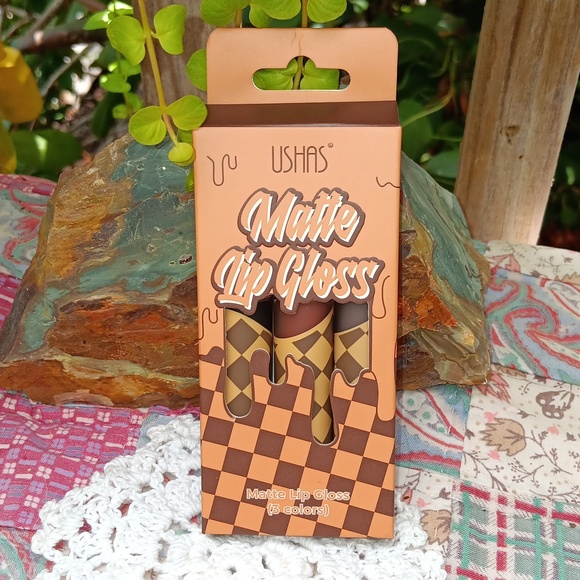 USHAS®
Matte
Lip Gloss
Matte Lip Gloss
(3 colors)